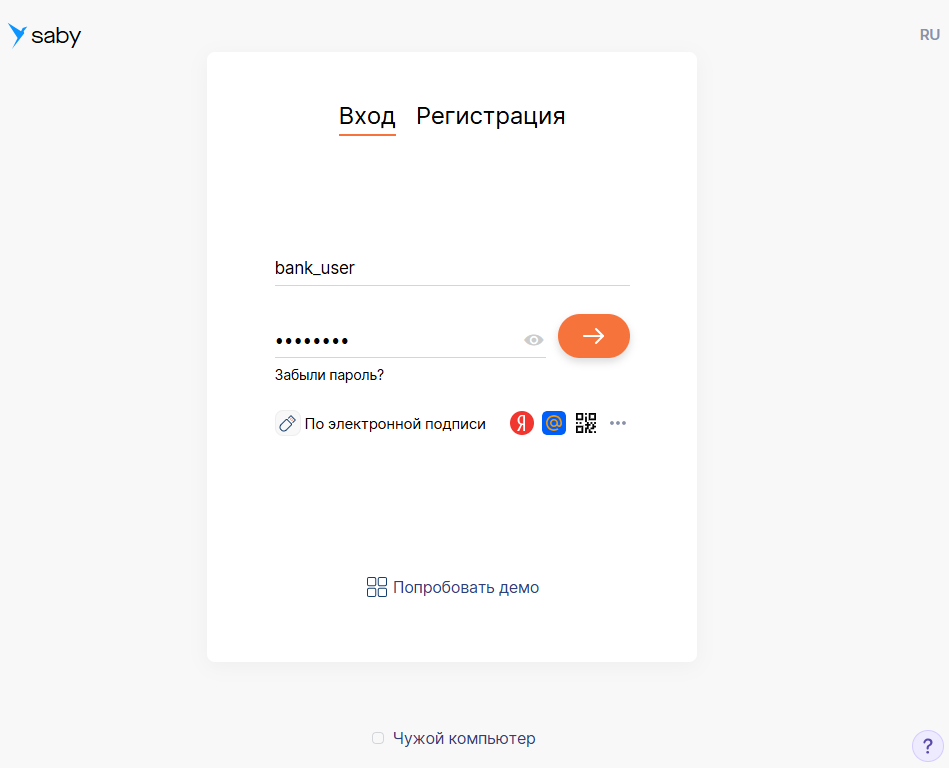 saby
RU
Вход Регистрация
bank_user
••••••••
Забыли пароль?
По электронной подписи Я @ •••
Попробовать демо
Чужой компьютер
?